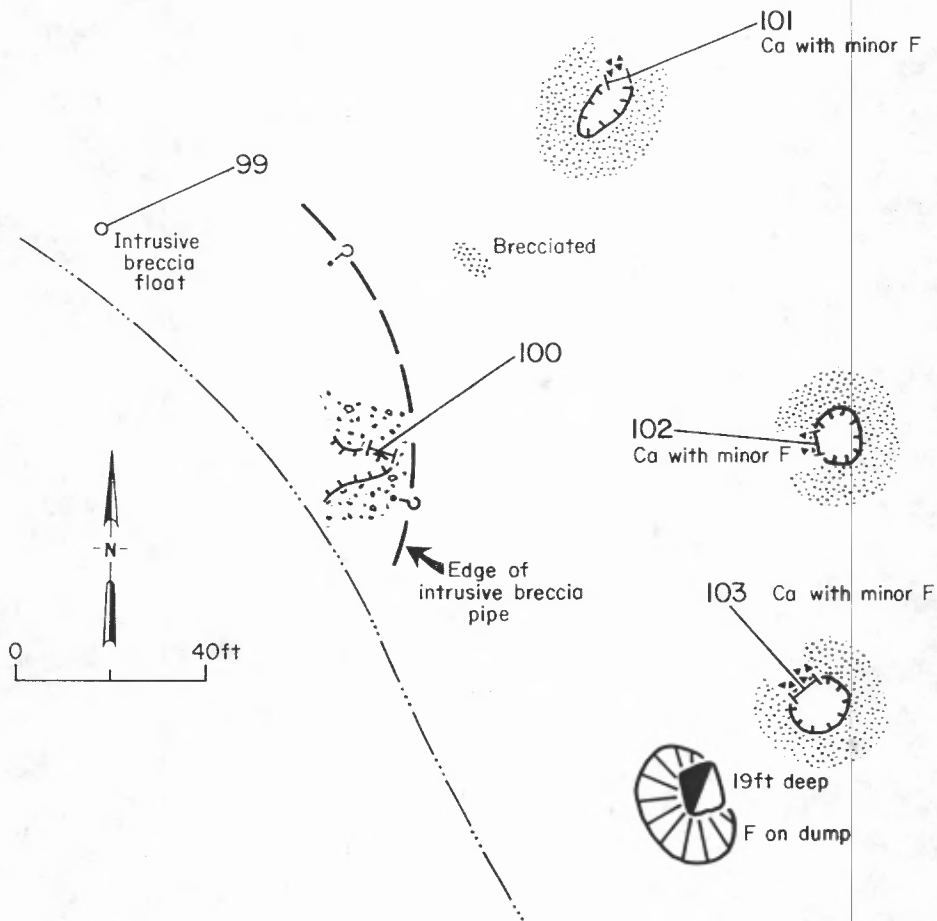 101
Ca with minor F
99
Intrusive
breccia
float
?
Brecciated
100
102
Ca with minor F
?
-N-
Edge of
intrusive breccia
pipe
103 Ca with minor F
0 40ft
19ft deep
F on dump